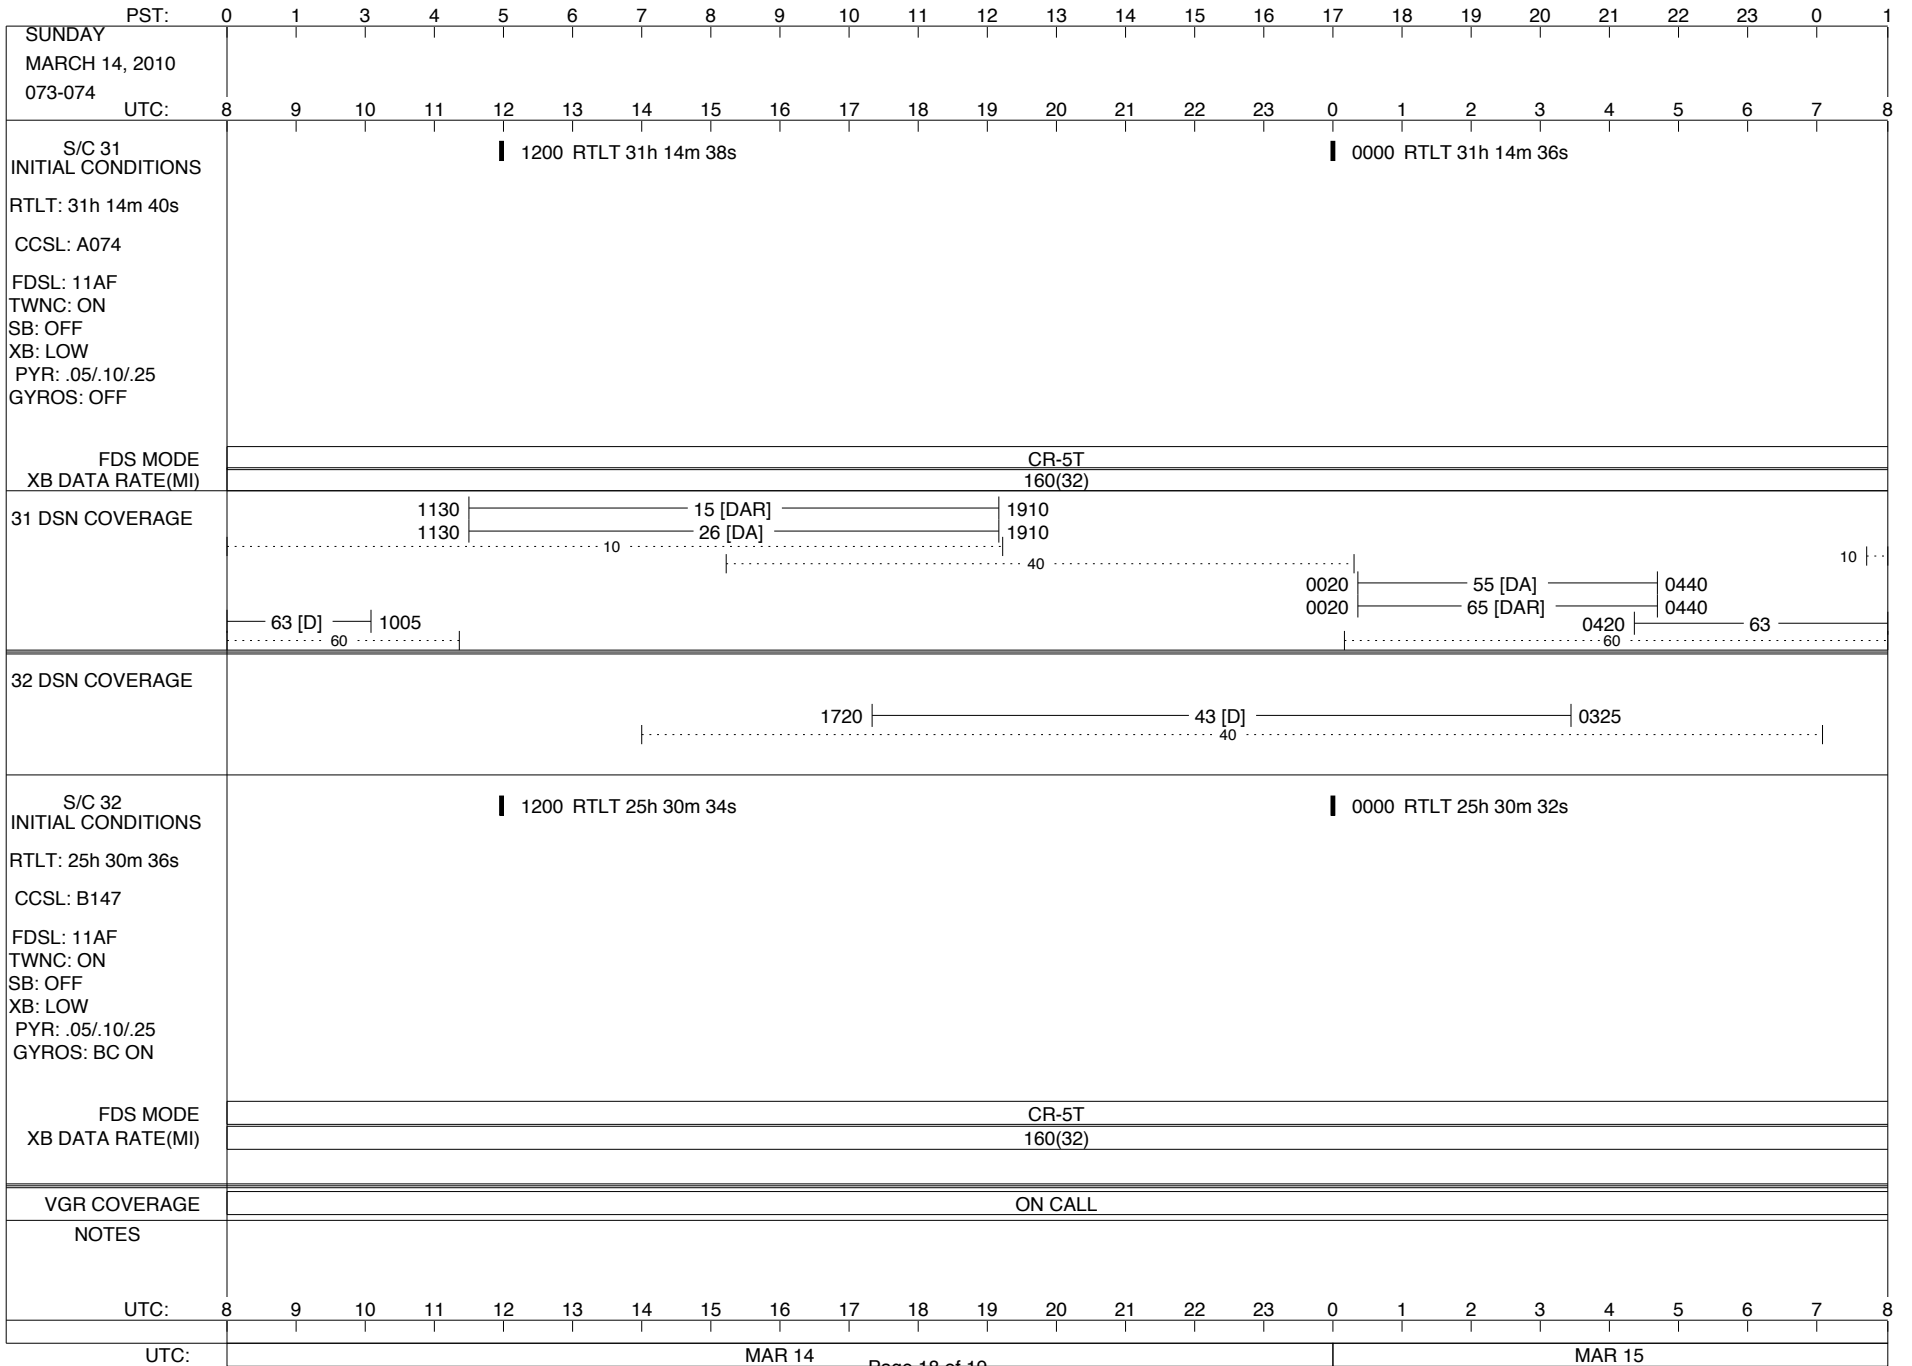 PST: 0 1 3 4 5 6 7 8 9 10 11 12 13 14 15 16 17 18 19 20 21 22 23 0 1
SUNDAY
MARCH 14, 2010
073-074
UTC: 8 9 10 11 12 13 14 15 16 17 18 19 20 21 22 23 0 1 2 3 4 5 6 7 8
S/C 31
INITIAL CONDITIONS
1200 RTLT 31h 14m 38s
0000 RTLT 31h 14m 36s
RTLT: 31h 14m 40s
CCSL: A074
FDSL: 11AF
TWNC: ON
SB: OFF
XB: LOW
PYR: .05/.10/.25
GYROS: OFF
FDS MODE CR-5T
XB DATA RATE(MI) 160(32)
31 DSN COVERAGE
1130 15 [DAR] 1910
1130 26 [DA] 1910
10
10
40
0020 55 [DA] 0440
0020 65 [DAR] 0440
63 [D] 1005
0420 63
60
60
32 DSN COVERAGE
1720 43 [D] 0325
40
S/C 32
INITIAL CONDITIONS
1200 RTLT 25h 30m 34s
0000 RTLT 25h 30m 32s
RTLT: 25h 30m 36s
CCSL: B147
FDSL: 11AF
TWNC: ON
SB: OFF
XB: LOW
PYR: .05/.10/.25
GYROS: BC ON
FDS MODE CR-5T
XB DATA RATE(MI) 160(32)
VGR COVERAGE ON CALL
NOTES
UTC: 8 9 10 11 12 13 14 15 16 17 18 19 20 21 22 23 0 1 2 3 4 5 6 7 8
UTC: MAR 14 MAR 15
Page 18 of 19